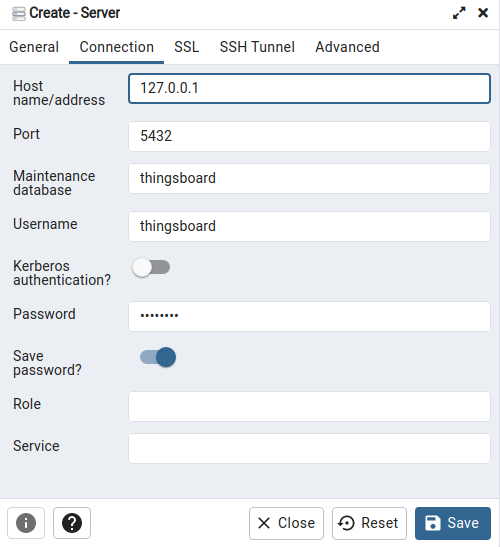 Create - Server
General Connection SSL SSH Tunnel Advanced
Host
name/address
127.0.0.1
Port
5432
Maintenance
database
thingsboard
Username
thingsboard
Kerberos
authentication?
Password
••••••••
Save
password?
Role
Service
Close Reset Save